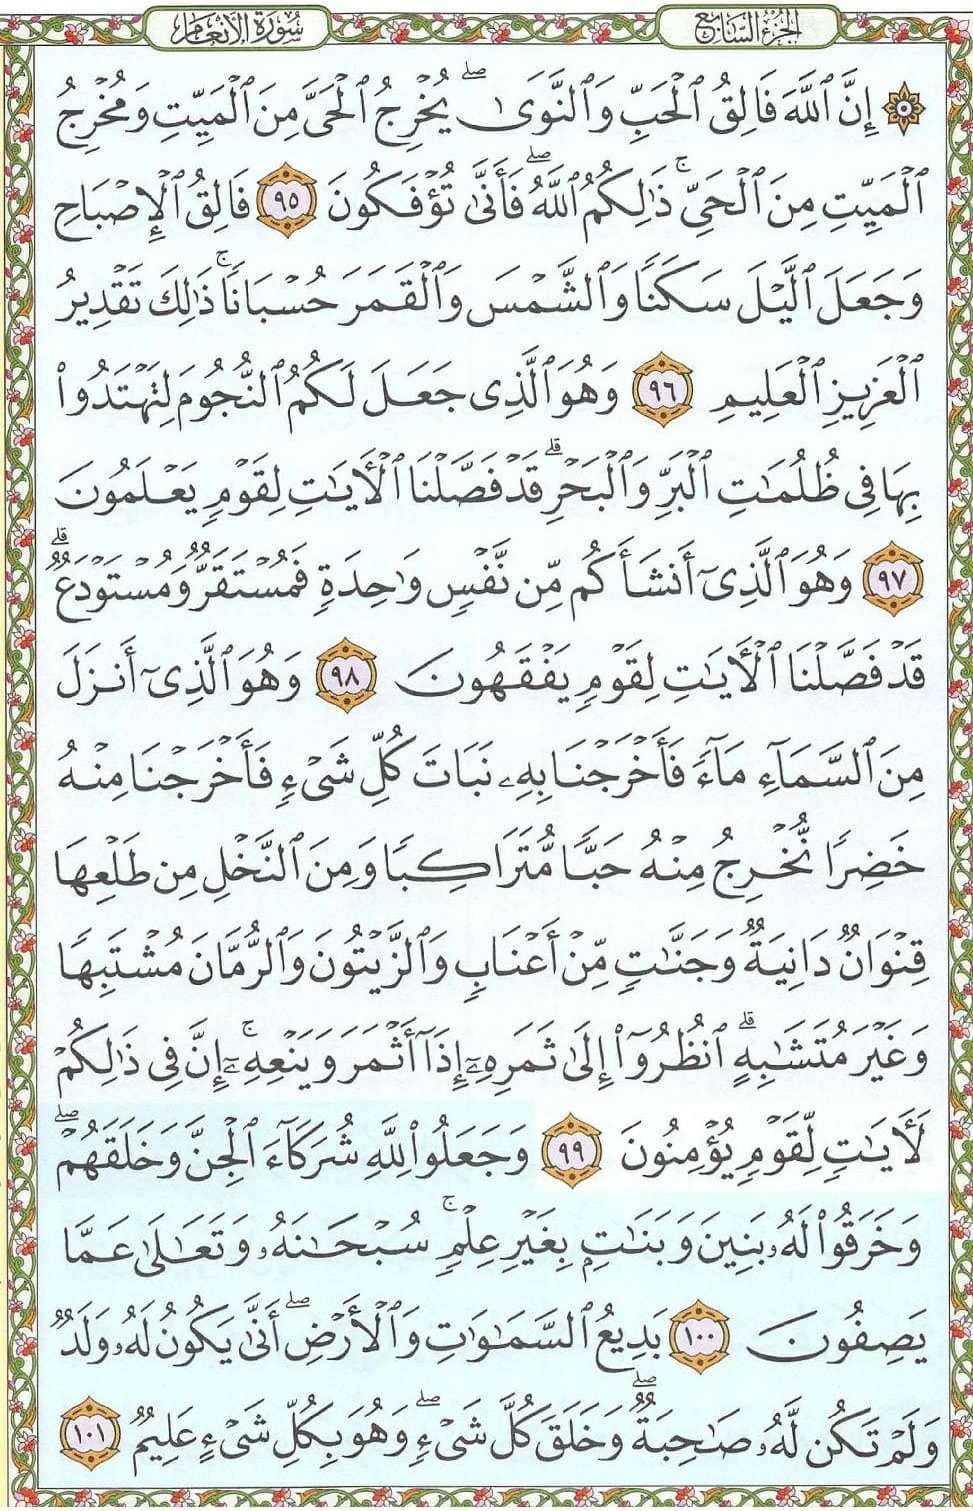 الجزء السابع
سورة الأنعام
۞ إِنَّ ٱللَّهَ فَالِقُ ٱلْحَبِّ وَٱلنَّوَىٰ ۖ يُخْرِجُ ٱلْحَىَّ مِنَ ٱلْمَيِّتِ وَمُخْرِجُ
ٱلْمَيِّتِ مِنَ ٱلْحَىِّ ۚ ذَٰلِكُمُ ٱللَّهُ ۖ فَأَنَّىٰ تُؤْفَكُونَ ٩٥ فَالِقُ ٱلْإِصْبَاحِ
وَجَعَلَ ٱلَّيْلَ سَكَنًا وَٱلشَّمْسَ وَٱلْقَمَرَ حُسْبَانًا ۚ ذَٰلِكَ تَقْدِيرُ
ٱلْعَزِيزِ ٱلْعَلِيمِ ٩٦ وَهُوَ ٱلَّذِى جَعَلَ لَكُمُ ٱلنُّجُومَ لِتَهْتَدُوا۟
بِهَا فِى ظُلُمَٰتِ ٱلْبَرِّ وَٱلْبَحْرِ ۗ قَدْ فَصَّلْنَا ٱلْـَٔايَٰتِ لِقَوْمٍ يَعْلَمُونَ
٩٧ وَهُوَ ٱلَّذِىٓ أَنشَأَكُم مِّن نَّفْسٍ وَٰحِدَةٍ فَمُسْتَقَرٌّ وَمُسْتَوْدَعٌ ۗ
قَدْ فَصَّلْنَا ٱلْـَٔايَٰتِ لِقَوْمٍ يَفْقَهُونَ ٩٨ وَهُوَ ٱلَّذِىٓ أَنزَلَ
مِنَ ٱلسَّمَآءِ مَآءً فَأَخْرَجْنَا بِهِۦ نَبَاتَ كُلِّ شَىْءٍ فَأَخْرَجْنَا مِنْهُ
خَضِرًا نُّخْرِجُ مِنْهُ حَبًّا مُّتَرَاكِبًا وَمِنَ ٱلنَّخْلِ مِن طَلْعِهَا
قِنْوَانٌ دَانِيَةٌ وَجَنَّٰتٍ مِّنْ أَعْنَابٍ وَٱلزَّيْتُونَ وَٱلرُّمَّانَ مُشْتَبِهًا
وَغَيْرَ مُتَشَٰبِهٍ ۗ ٱنظُرُوٓا۟ إِلَىٰ ثَمَرِهِۦٓ إِذَآ أَثْمَرَ وَيَنْعِهِۦٓ ۚ إِنَّ فِى ذَٰلِكُمْ
لَـَٔايَٰتٍ لِّقَوْمٍ يُؤْمِنُونَ ٩٩ وَجَعَلُوا۟ لِلَّهِ شُرَكَآءَ ٱلْجِنَّ وَخَلَقَهُمْ ۖ
وَخَرَقُوا۟ لَهُۥ بَنِينَ وَبَنَٰتٍۭ بِغَيْرِ عِلْمٍ ۚ سُبْحَٰنَهُۥ وَتَعَٰلَىٰ عَمَّا
يَصِفُونَ ١٠٠ بَدِيعُ ٱلسَّمَٰوَٰتِ وَٱلْأَرْضِ ۖ أَنَّىٰ يَكُونُ لَهُۥ وَلَدٌ
وَلَمْ تَكُن لَّهُۥ صَٰحِبَةٌ ۖ وَخَلَقَ كُلَّ شَىْءٍ ۖ وَهُوَ بِكُلِّ شَىْءٍ عَلِيمٌ ١٠١